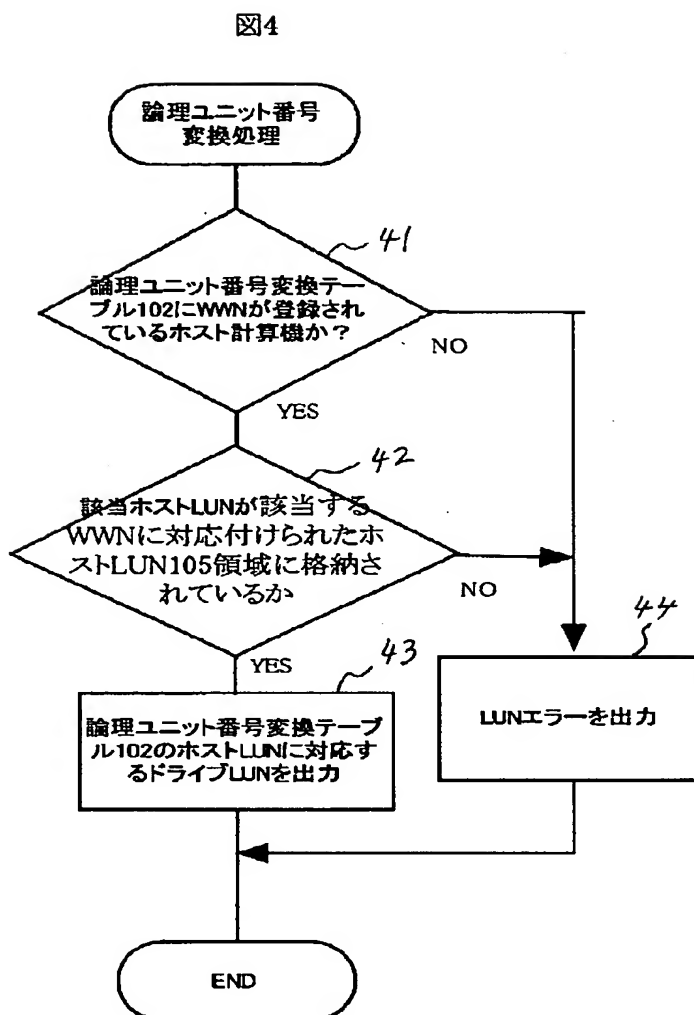 図4
論理ユニット番号
変換処理
41
論理ユニット番号変換テー
ブル102にWWNが登録され
ているホスト計算機か？
NO
YES
42
該当ホストLUNが該当する
WWNに対応付けられたホ
ストLUN105領域に格納さ
れているか
NO
YES
43
論理ユニット番号変換テーブ
ル102のホストLUNに対応す
るドライブLUNを出力
44
LUNエラーを出力
END